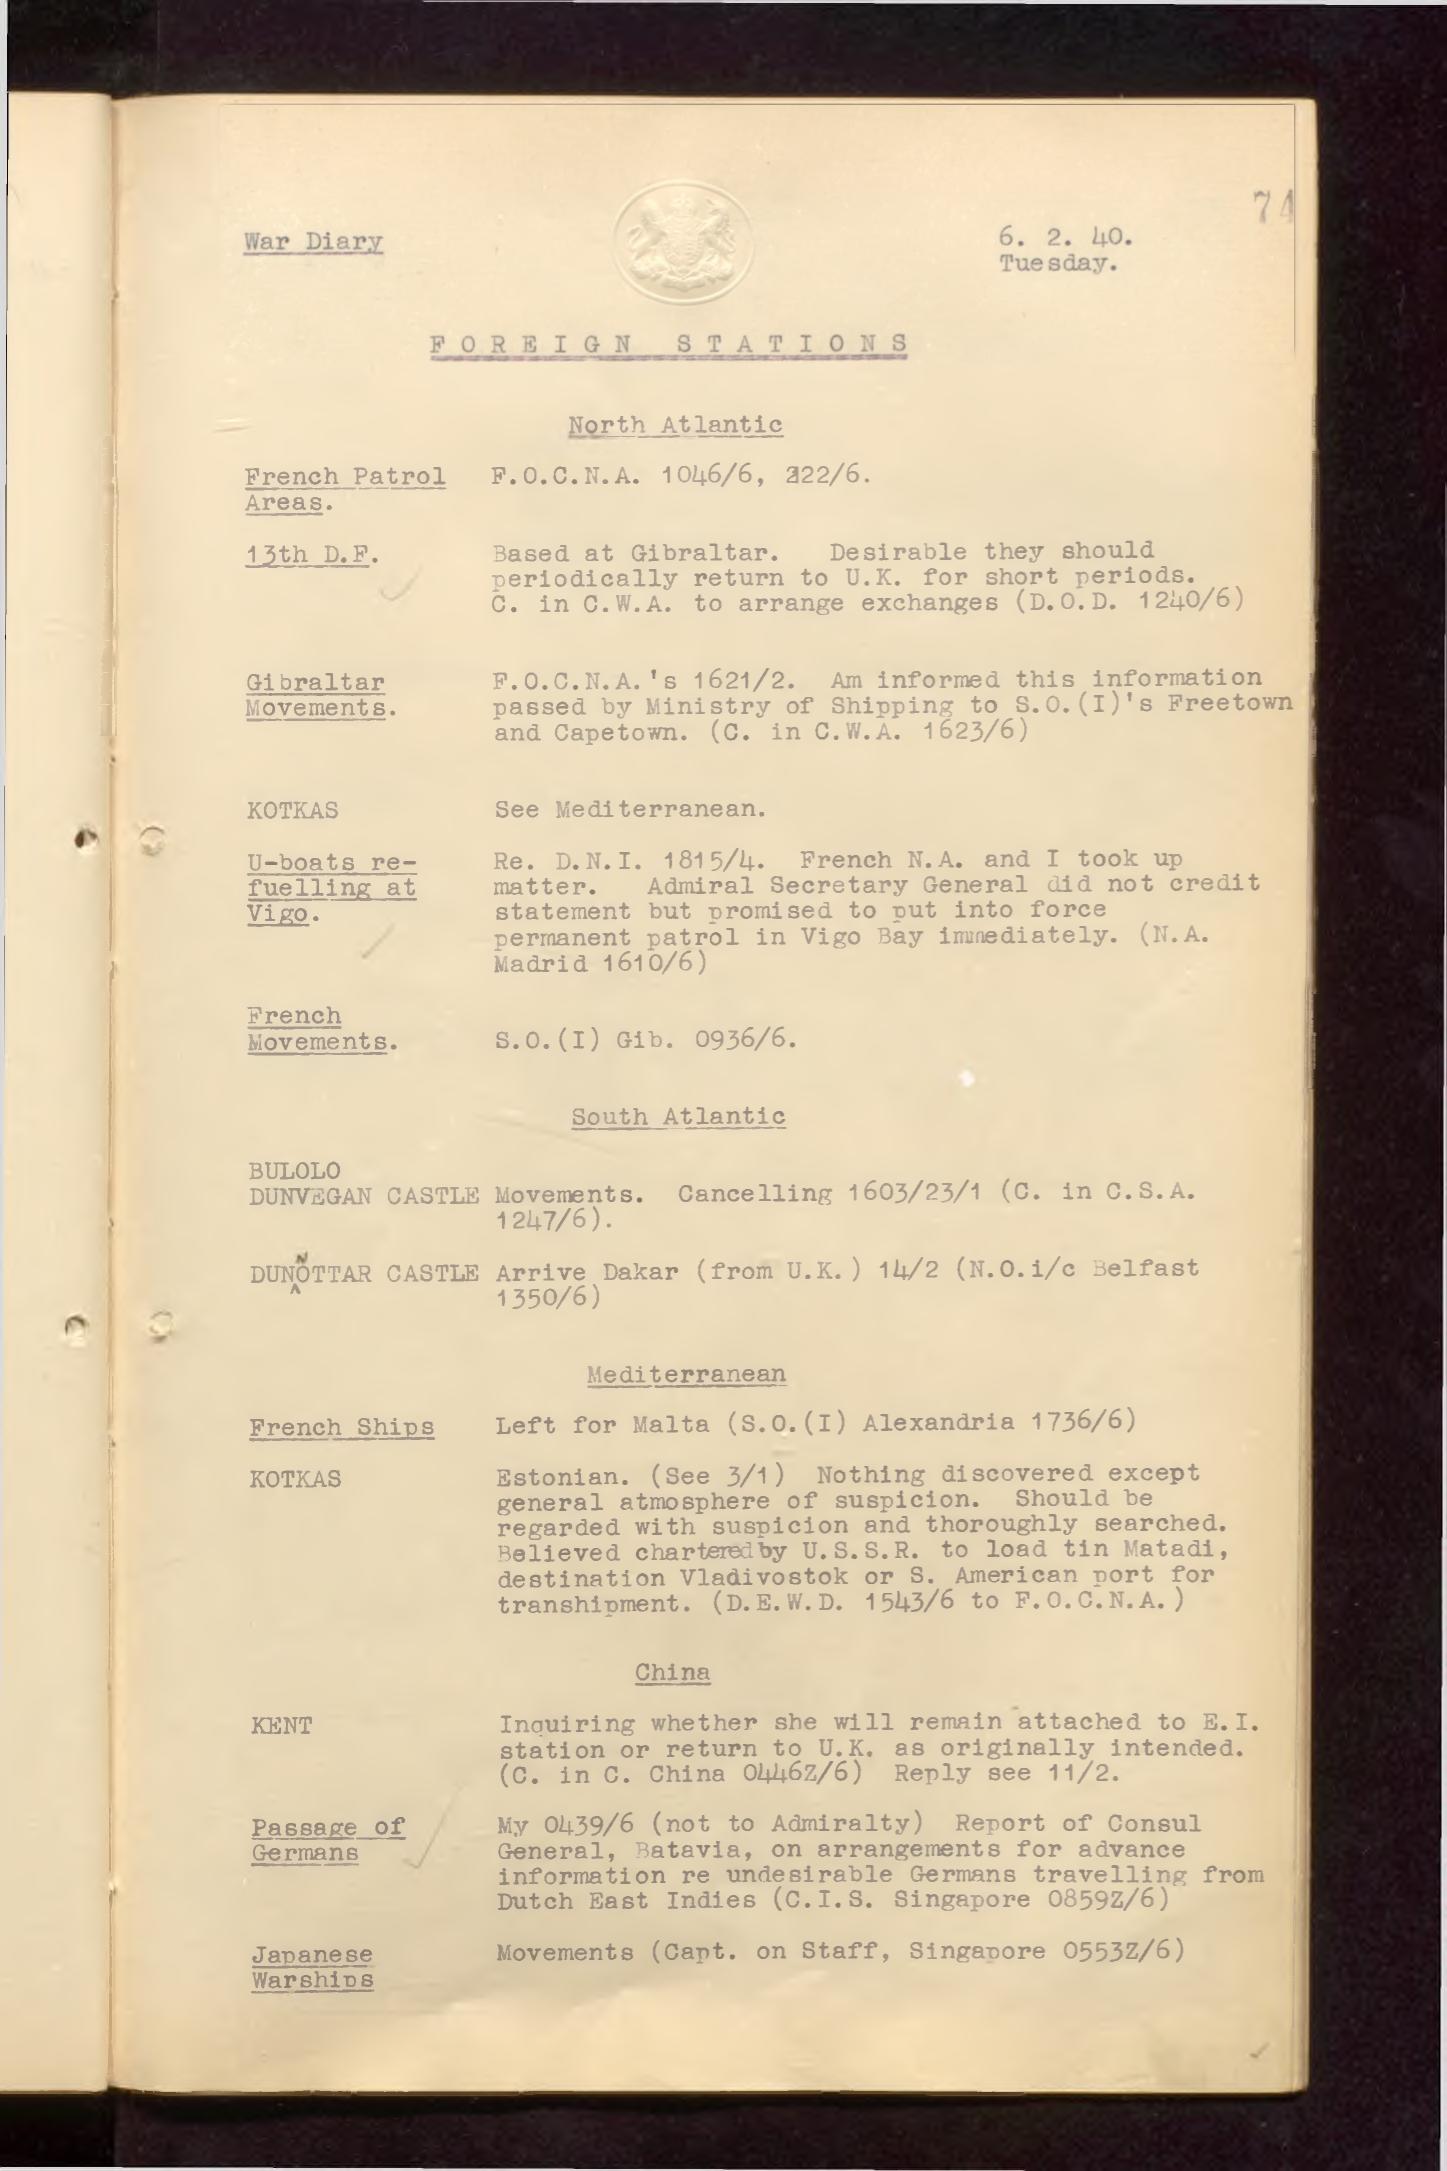 74
War Diary
6. 2. 40.
Tuesday.
FOREIGN STATIONS
North Atlantic
French Patrol Areas.
F.O.C.N.A. 1046/6, 222/6.
13th D.F.
Based at Gibraltar. Desirable they should
periodically return to U.K. for short periods.
C. in C.W.A. to arrange exchanges (D.O.D. 1240/6)
Gibraltar
Movements.
F.O.C.N.A.'s 1621/2. Am informed this information
passed by Ministry of Shipping to S.O.(I)'s Freetown
and Capetown. (C. in C.W.A. 1623/6)
KOTKAS
See Mediterranean.
U-boats re-
fuelling at
Vigo.
Re. D.N.I. 1815/4. French N.A. and I took up
matter. Admiral Secretary General did not credit
statement but promised to put into force
permanent patrol in Vigo Bay immediately. (N.A.
Madrid 1610/6)
French
Movements.
S.O.(I) Gib. 0936/6.
South Atlantic
BULOLO
DUNVEGAN CASTLE Movements. Cancelling 1603/23/1 (C. in C.S.A.
1247/6).
DUNNOTTAR CASTLE Arrive Dakar (from U.K.) 14/2 (N.O.i/c Belfast
1350/6)
Mediterranean
French Ships
Left for Malta (S.O.(I) Alexandria 1736/6)
KOTKAS
Estonian. (See 3/1) Nothing discovered except
general atmosphere of suspicion. Should be
regarded with suspicion and thoroughly searched.
Believed chartered by U.S.S.R. to load tin Matadi,
destination Vladivostok or S. American port for
transhipment. (D.E.W.D. 1543/6 to F.O.C.N.A.)
China
KENT
Inquiring whether she will remain attached to E.I.
station or return to U.K. as originally intended.
(C. in C. China 0446Z/6) Reply see 11/2.
Passage of
Germans
My 0439/6 (not to Admiralty) Report of Consul
General, Batavia, on arrangements for advance
information re undesirable Germans travelling from
Dutch East Indies (C.I.S. Singapore 0859Z/6)
Japanese
Warships
Movements (Capt. on Staff, Singapore 0553Z/6)